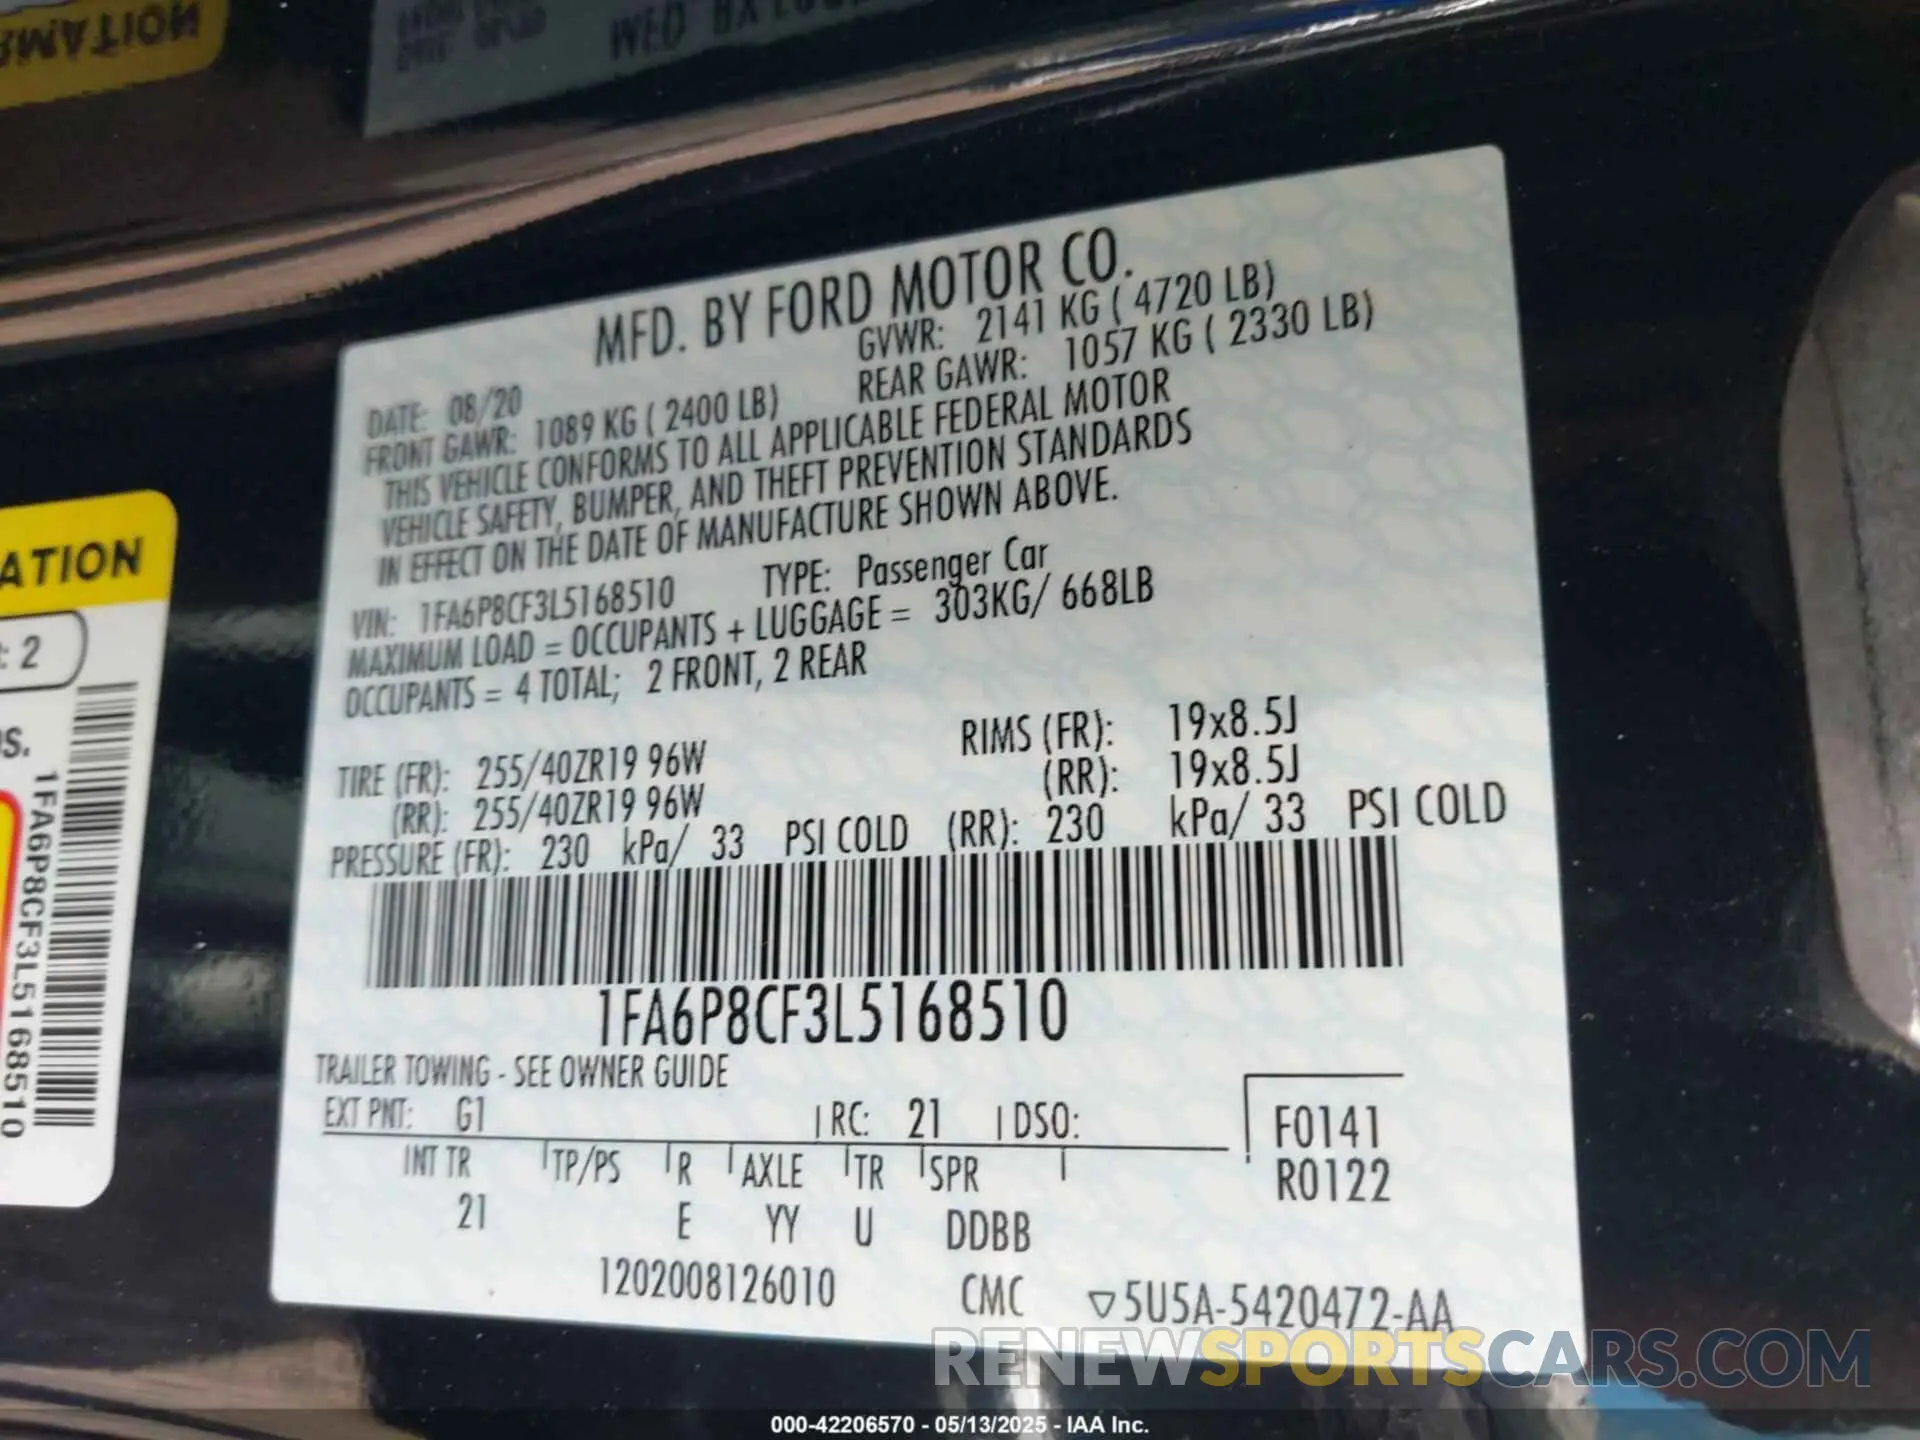 MFD. BY FORD MOTOR CO.
DATE: 08/20 GVWR: 2141 KG ( 4720 LB)
FRONT GAWR: 1089 KG ( 2400 LB) REAR GAWR: 1057 KG ( 2330 LB)
THIS VEHICLE CONFORMS TO ALL APPLICABLE FEDERAL MOTOR
VEHICLE SAFETY, BUMPER, AND THEFT PREVENTION STANDARDS
IN EFFECT ON THE DATE OF MANUFACTURE SHOWN ABOVE.
VIN: 1FA6P8CF3L5168510 TYPE: Passenger Car
MAXIMUM LOAD = OCCUPANTS + LUGGAGE = 303KG/ 668LB
OCCUPANTS = 4 TOTAL; 2 FRONT, 2 REAR
TIRE (FR): 255/40ZR19 96W RIMS (FR): 19x8.5J
(RR): 255/40ZR19 96W (RR): 19x8.5J
PRESSURE (FR): 230 kPa/ 33 PSI COLD (RR): 230 kPa/ 33 PSI COLD
1FA6P8CF3L5168510
TRAILER TOWING - SEE OWNER GUIDE
EXT PNT: G1 RC: 21 DSO: F0141
R0122
INT TR TP/PS R AXLE TR SPR
21 E YY U DDBB
1202008126010 CMC ▽5U5A-5420472-AA
ATION
: 2
s.
1FA6P8CF3L5168510
RENEWSPORTSCARS.COM
000-42206570 - 05/13/2025 - IAA Inc.